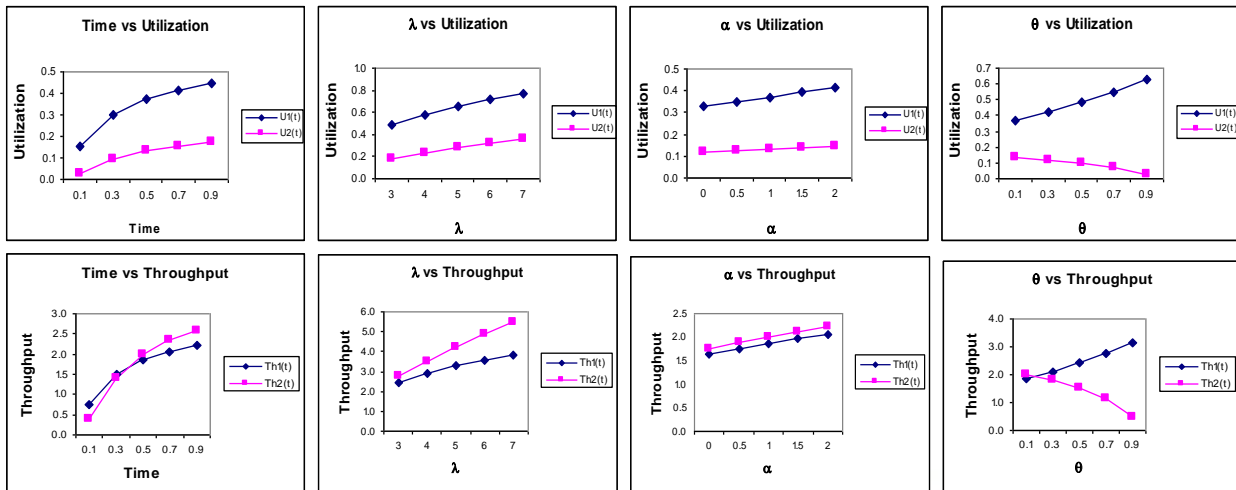 Time vs Utilization
Utilization
0.5
0.4
0.3
0.2
0.1
0.0
0.1 0.3 0.5 0.7 0.9
Time
U1(t)
U2(t)
λ vs Utilization
Utilization
1.0
0.8
0.6
0.4
0.2
0.0
3 4 5 6 7
λ
U1(t)
U2(t)
α vs Utilization
Utilization
0.5
0.4
0.3
0.2
0.1
0.0
0 0.5 1 1.5 2
α
U1(t)
U2(t)
θ vs Utilization
Utilization
0.7
0.6
0.5
0.4
0.3
0.2
0.1
0.0
0.1 0.3 0.5 0.7 0.9
θ
U1(t)
U2(t)
Time vs Throughput
Throughput
3.0
2.5
2.0
1.5
1.0
0.5
0.0
0.1 0.3 0.5 0.7 0.9
Time
Th1(t)
Th2(t)
λ vs Throughput
Throughput
6.0
5.0
4.0
3.0
2.0
1.0
0.0
3 4 5 6 7
λ
Th1(t)
Th2(t)
α vs Throughput
Throughput
2.5
2.0
1.5
1.0
0.5
0.0
0 0.5 1 1.5 2
α
Th1(t)
Th2(t)
θ vs Throughput
Throughput
4.0
3.0
2.0
1.0
0.0
0.1 0.3 0.5 0.7 0.9
θ
Th1(t)
Th2(t)